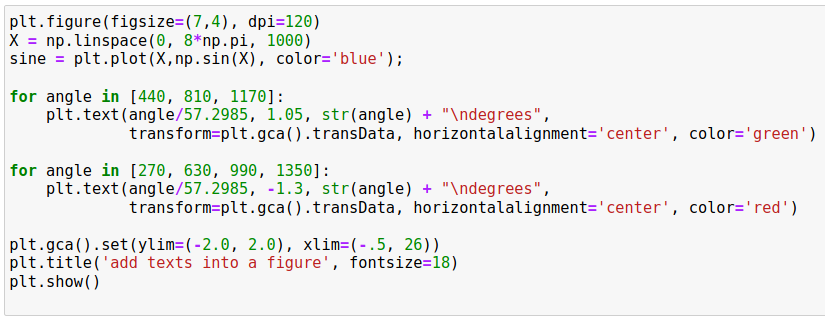 plt.figure(figsize=(7,4), dpi=120)
X = np.linspace(0, 8*np.pi, 1000)
sine = plt.plot(X,np.sin(X), color='blue');

for angle in [440, 810, 1170]:
    plt.text(angle/57.2985, 1.05, str(angle) + "\ndegrees",
             transform=plt.gca().transData, horizontalalignment='center', color='green')

for angle in [270, 630, 990, 1350]:
    plt.text(angle/57.2985, -1.3, str(angle) + "\ndegrees",
             transform=plt.gca().transData, horizontalalignment='center', color='red')

plt.gca().set(ylim=(-2.0, 2.0), xlim=(-.5, 26))
plt.title('add texts into a figure', fontsize=18)
plt.show()